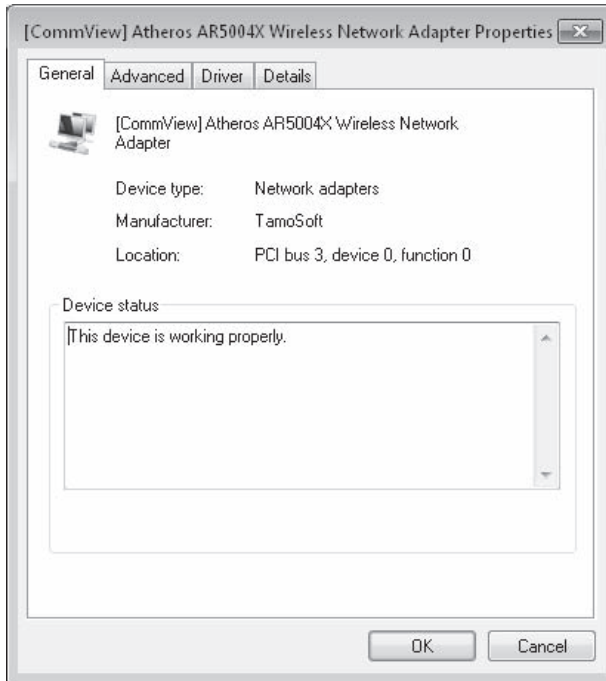 [CommView] Atheros AR5004X Wireless Network Adapter Properties
General
Advanced
Driver
Details
[CommView] Atheros AR5004X Wireless Network
Adapter
Device type: Network adapters
Manufacturer: TamoSoft
Location: PCI bus 3, device 0, function 0
Device status
This device is working properly.
OK
Cancel